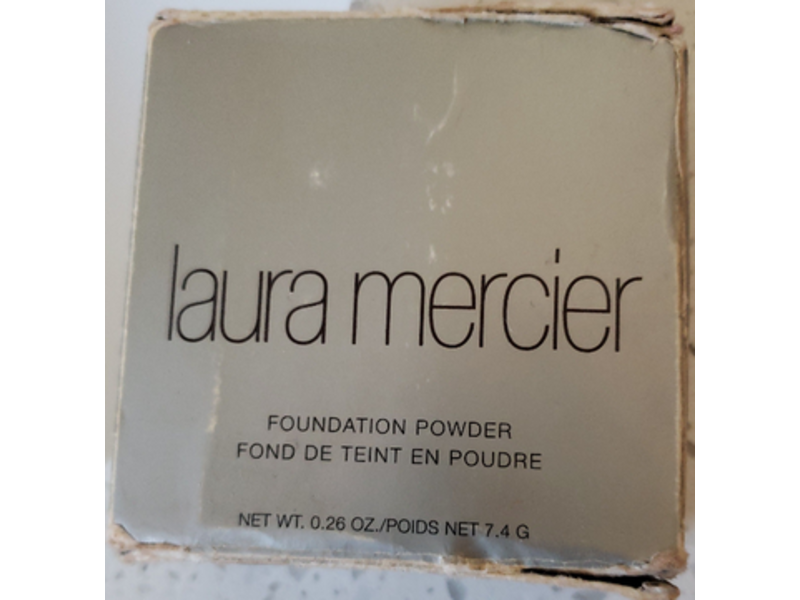 laura mercier
FOUNDATION POWDER
FOND DE TEINT EN POUDRE
NET WT. 0.26 OZ./POIDS NET 7.4 G